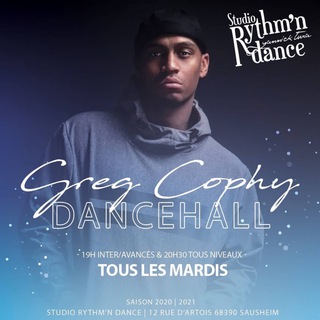 Studio
Rythm'n
dance
Greg Cophy
DANCEHALL
- 19H INTER/AVANCÉS & 20H30 TOUS NIVEAUX -
TOUS LES MARDIS
SAISON 2020 | 2021
STUDIO RYTHM'N DANCE | 12 RUE D'ARTOIS 68390 SAUSHEIM